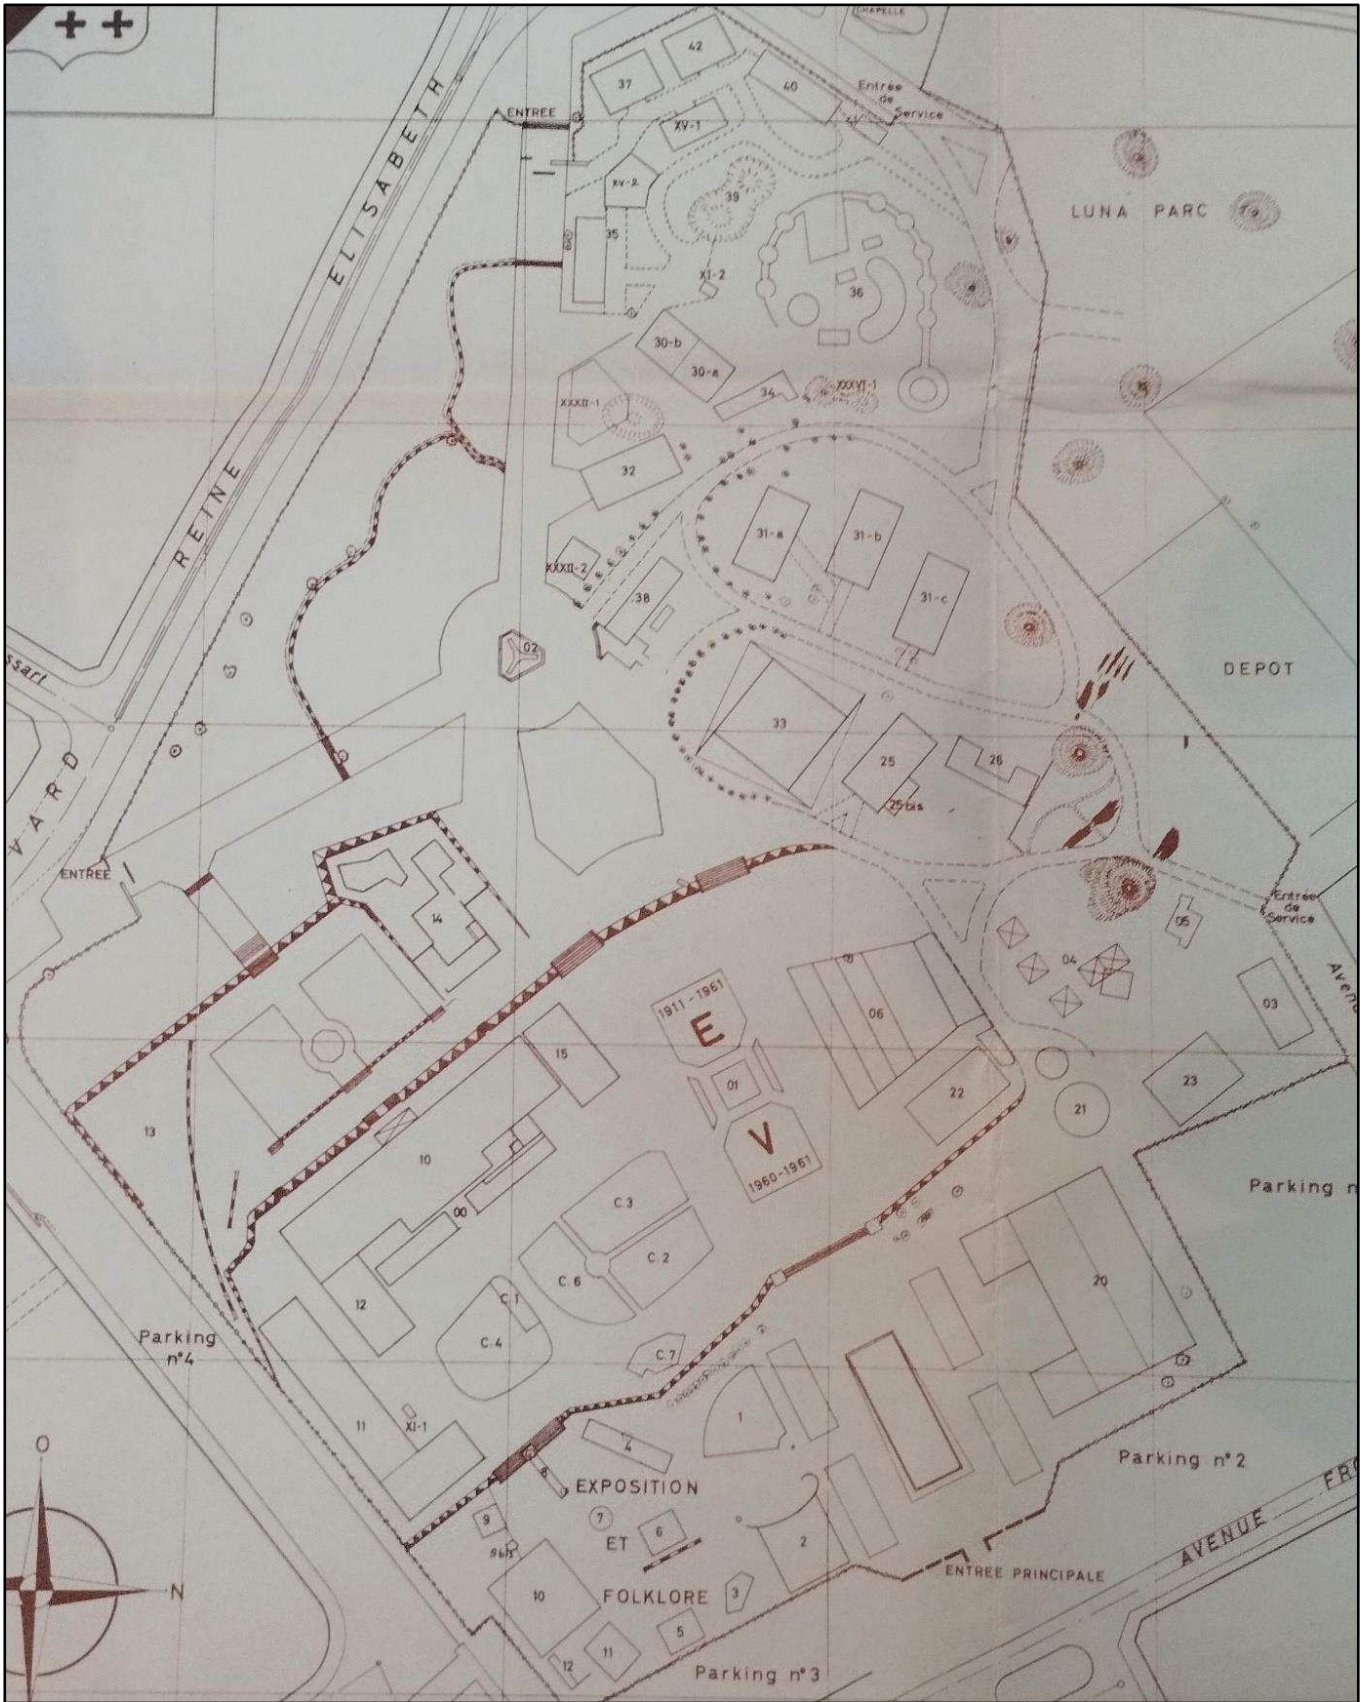 CHAPELLE
42
37
40
Entrée
de
Service
ENTREE
XV-1
XV-2
39
LUNA PARC
35
XI-2
36
BOULEVARD REINE ELISABETH
30-b
30-a
34
XXXVI-1
XXXII-1
32
31-a
31-b
XXXII-2
38
31-c
02
DEPOT
33
25
26
25 bis
ENTREE
14
Entrée
de
Service
05
04
03
1911-1961
E
06
15
01
22
23
21
V
1960-1961
13
10
Parking n
C.3
8
C.2
C.6
20
12
C.1
C.4
Parking
n°4
C.7
11
XI-1
1
4
Parking n°2
O
8
EXPOSITION
9
7
ET
6
2
9bis
AVENUE
ENTREE PRINCIPALE
N
10
FOLKLORE
3
5
11
12
Parking n°3